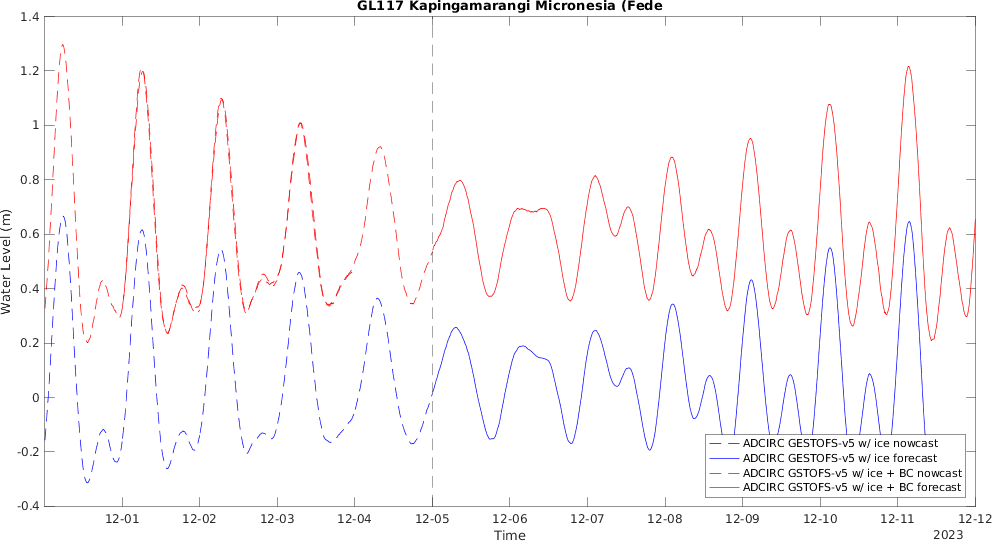 GL117 Kapingamarangi Micronesia (Fede
1.4
1.2
1
0.8
0.6
0.4
0.2
0
-0.2
-0.4
Water Level (m)
ADCIRC GESTOFS-v5 w/ ice nowcast
ADCIRC GESTOFS-v5 w/ ice forecast
ADCIRC GSTOFS-v5 w/ ice + BC nowcast
ADCIRC GSTOFS-v5 w/ ice + BC forecast
12-01 12-02 12-03 12-04 12-05 12-06 12-07 12-08 12-09 12-10 12-11 12-12
Time
2023